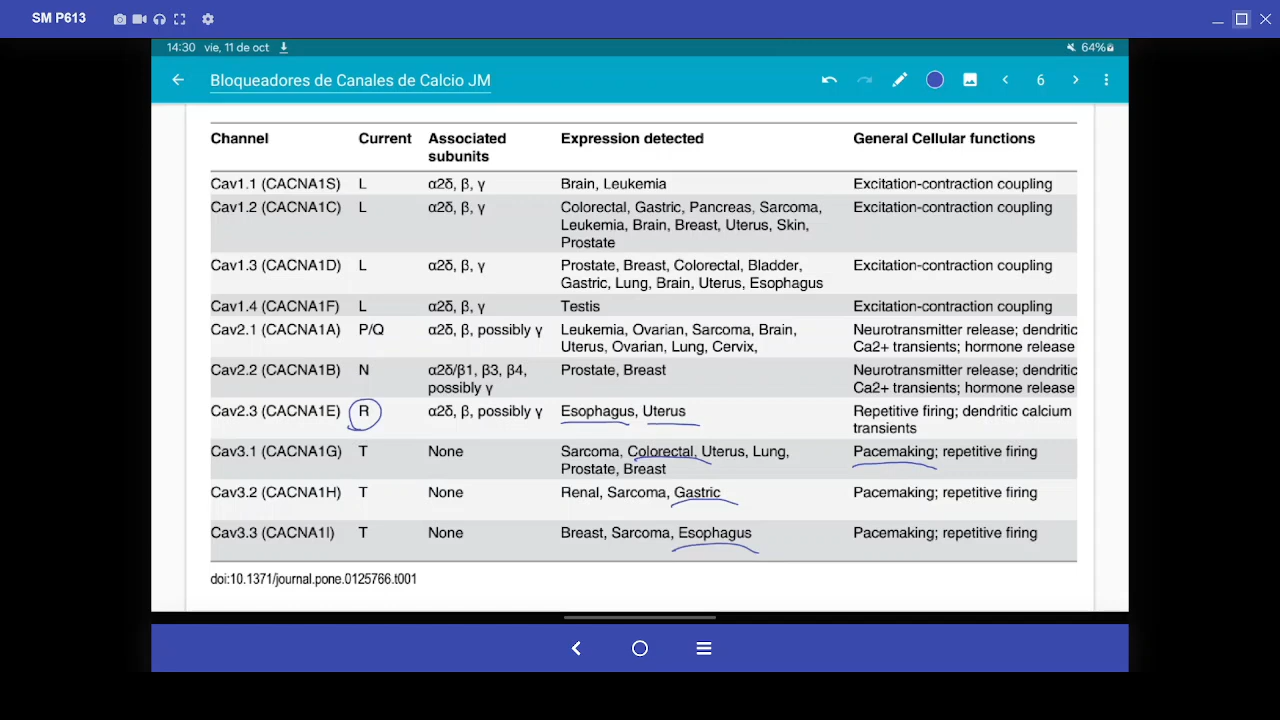 SM P613
14:30 vie, 11 de oct 64%
Bloqueadores de Canales de Calcio JM 6
Channel Current Associated subunits Expression detected General Cellular functions
Cav1.1 (CACNA1S) L α2δ, β, γ Brain, Leukemia Excitation-contraction coupling
Cav1.2 (CACNA1C) L α2δ, β, γ Colorectal, Gastric, Pancreas, Sarcoma, Excitation-contraction coupling
Leukemia, Brain, Breast, Uterus, Skin,
Prostate
Cav1.3 (CACNA1D) L α2δ, β, γ Prostate, Breast, Colorectal, Bladder, Excitation-contraction coupling
Gastric, Lung, Brain, Uterus, Esophagus
Cav1.4 (CACNA1F) L α2δ, β, γ Testis Excitation-contraction coupling
Cav2.1 (CACNA1A) P/Q α2δ, β, possibly γ Leukemia, Ovarian, Sarcoma, Brain, Neurotransmitter release; dendritic
Uterus, Ovarian, Lung, Cervix, Ca2+ transients; hormone release
Cav2.2 (CACNA1B) N α2δ/β1, β3, β4, Prostate, Breast Neurotransmitter release; dendritic
possibly γ Ca2+ transients; hormone release
Cav2.3 (CACNA1E) R α2δ, β, possibly γ Esophagus, Uterus Repetitive firing; dendritic calcium
transients
Cav3.1 (CACNA1G) T None Sarcoma, Colorectal, Uterus, Lung, Pacemaking; repetitive firing
Prostate, Breast
Cav3.2 (CACNA1H) T None Renal, Sarcoma, Gastric Pacemaking; repetitive firing
Cav3.3 (CACNA1I) T None Breast, Sarcoma, Esophagus Pacemaking; repetitive firing
doi:10.1371/journal.pone.0125766.t001